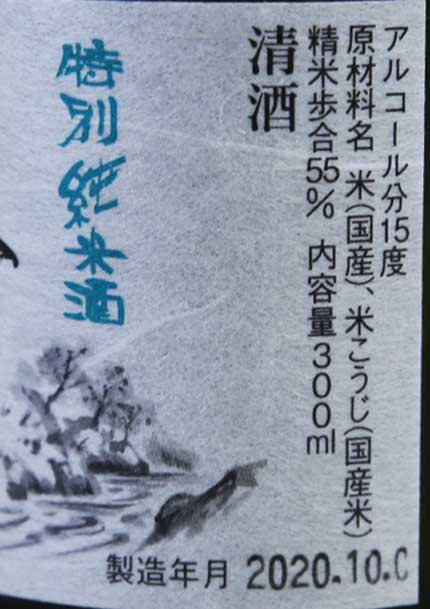 アルコール分15度
原材料名 米(国産)、米こうじ(国産米)
精米歩合55% 内容量300ml
清酒
特別純米酒
製造年月 2020.10.C